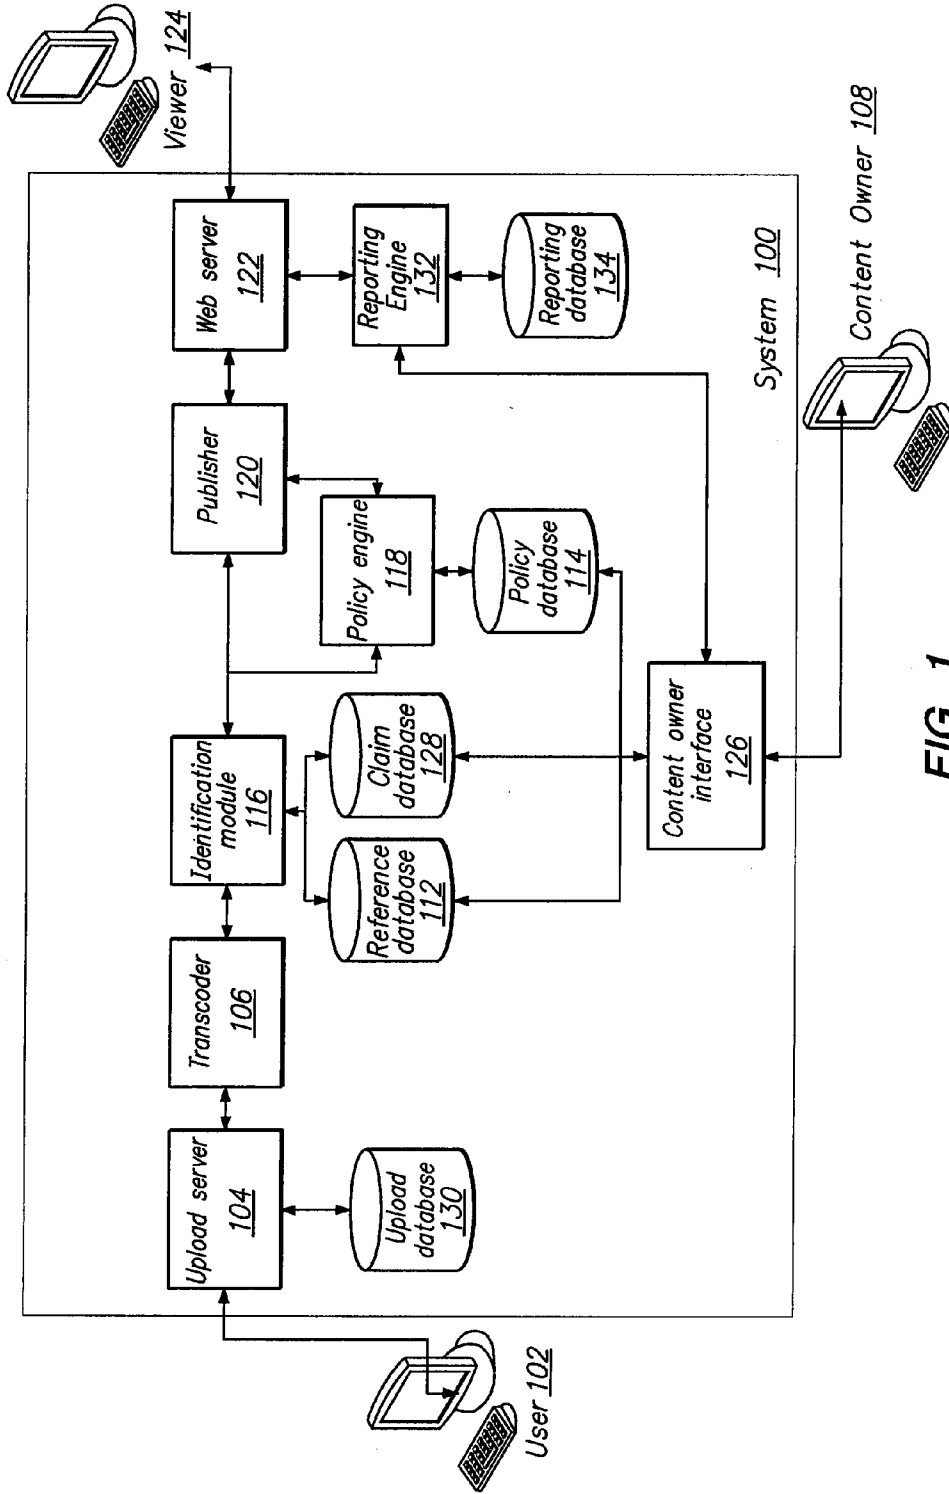 Viewer 124
Web server
122
Reporting
Engine
132
Reporting
database
134
System 100
Content Owner 108
Publisher
120
Policy engine
118
Policy
database
114
Identification
module
116
Claim
database
128
Reference
database
112
Content owner
interface
126
Transcoder
106
Upload server
104
Upload
database
130
User 102
FIG. 1